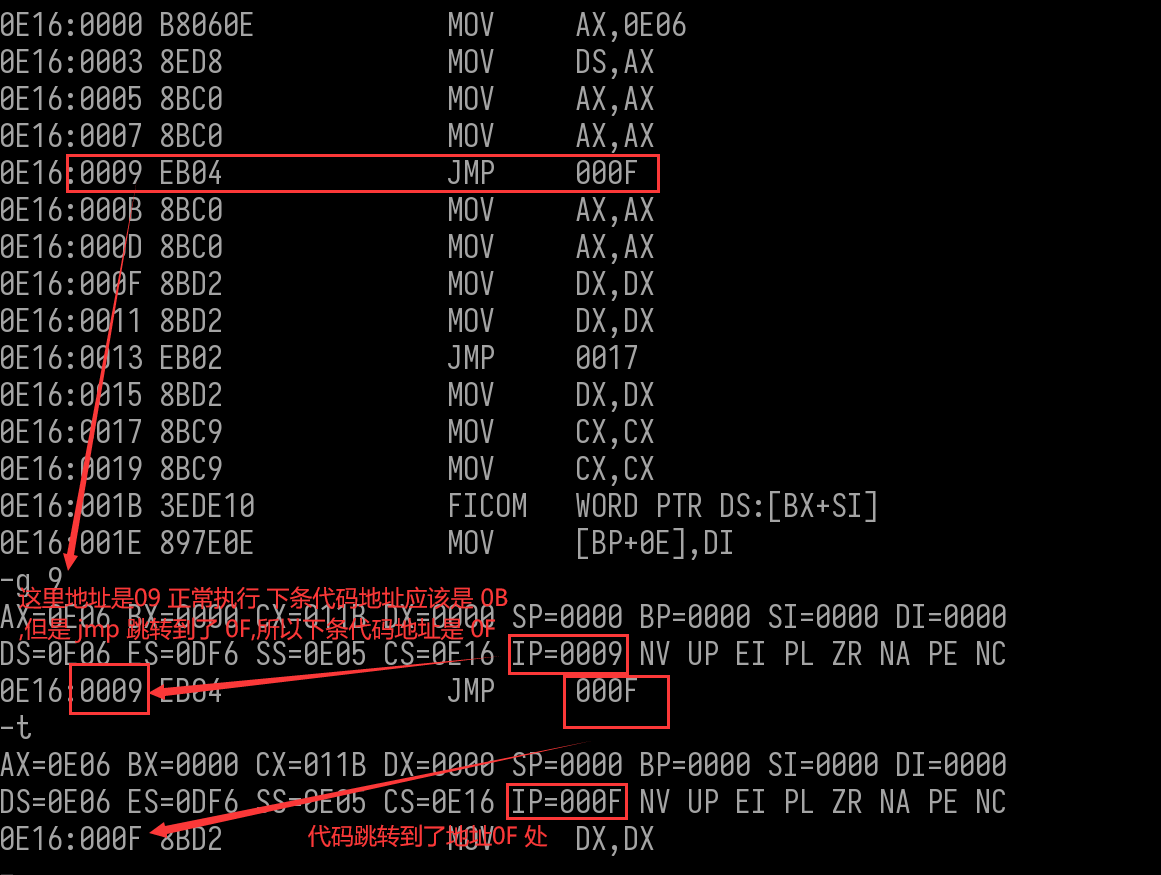 0E16:0000 B8060E MOV AX,0E06
0E16:0003 8ED8 MOV DS,AX
0E16:0005 8BC0 MOV AX,AX
0E16:0007 8BC0 MOV AX,AX
0E16:0009 EB04 JMP 000F
0E16:000B 8BC0 MOV AX,AX
0E16:000D 8BC0 MOV AX,AX
0E16:000F 8BD2 MOV DX,DX
0E16:0011 8BD2 MOV DX,DX
0E16:0013 EB02 JMP 0017
0E16:0015 8BD2 MOV DX,DX
0E16:0017 8BC9 MOV CX,CX
0E16:0019 8BC9 MOV CX,CX
0E16:001B 3EDE10 FICOM WORD PTR DS:[BX+SI]
0E16:001E 897E0E MOV [BP+0E],DI
-g 9
这里地址是09 正常执行 下条代码地址应该是 0B
AX=0E06 BX=0000 CX=011B DX=0000 SP=0000 BP=0000 SI=0000 DI=0000
,但是 jmp 跳转到了 0F,所以下条代码地址是 0F
DS=0E06 ES=0DF6 SS=0E05 CS=0E16 IP=0009 NV UP EI PL ZR NA PE NC
0E16:0009 EB04 JMP 000F
-t
AX=0E06 BX=0000 CX=011B DX=0000 SP=0000 BP=0000 SI=0000 DI=0000
DS=0E06 ES=0DF6 SS=0E05 CS=0E16 IP=000F NV UP EI PL ZR NA PE NC
0E16:000F 8BD2 MOV DX,DX
代码跳转到了地址0F 处